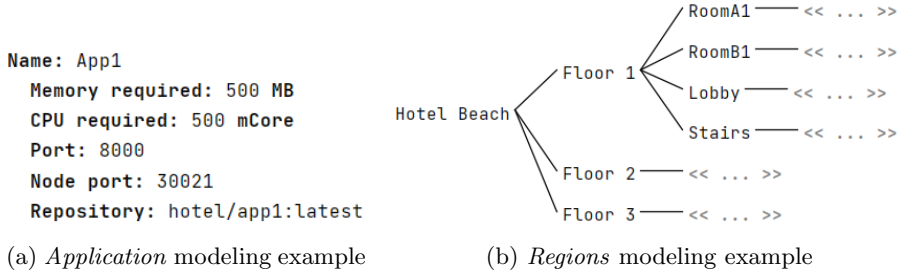 Name: App1
Memory required: 500 MB
CPU required: 500 mCore
Port: 8000
Node port: 30021
Repository: hotel/app1:latest
(a) Application modeling example
Hotel Beach
Floor 1
RoomA1 << ... >>
RoomB1 << ... >>
Lobby << ... >>
Stairs << ... >>
Floor 2 << ... >>
Floor 3 << ... >>
(b) Regions modeling example